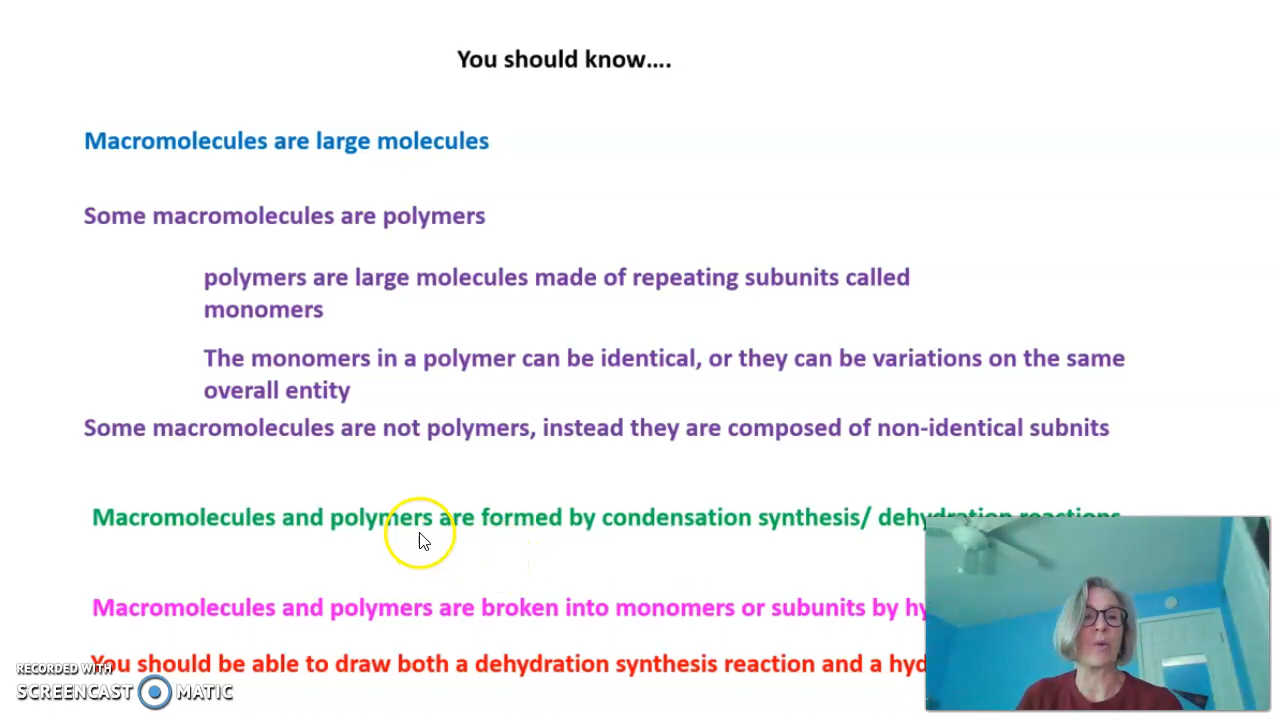 You should know....
Macromolecules are large molecules
Some macromolecules are polymers
polymers are large molecules made of repeating subunits called
monomers
The monomers in a polymer can be identical, or they can be variations on the same
overall entity
Some macromolecules are not polymers, instead they are composed of non-identical subnits
Macromolecules and polymers are formed by condensation synthesis/ dehydration reactions
Macromolecules and polymers are broken into monomers or subunits by
You should be able to draw both a dehydration synthesis reaction and a
RECORDED WITH
SCREENCAST MATIC